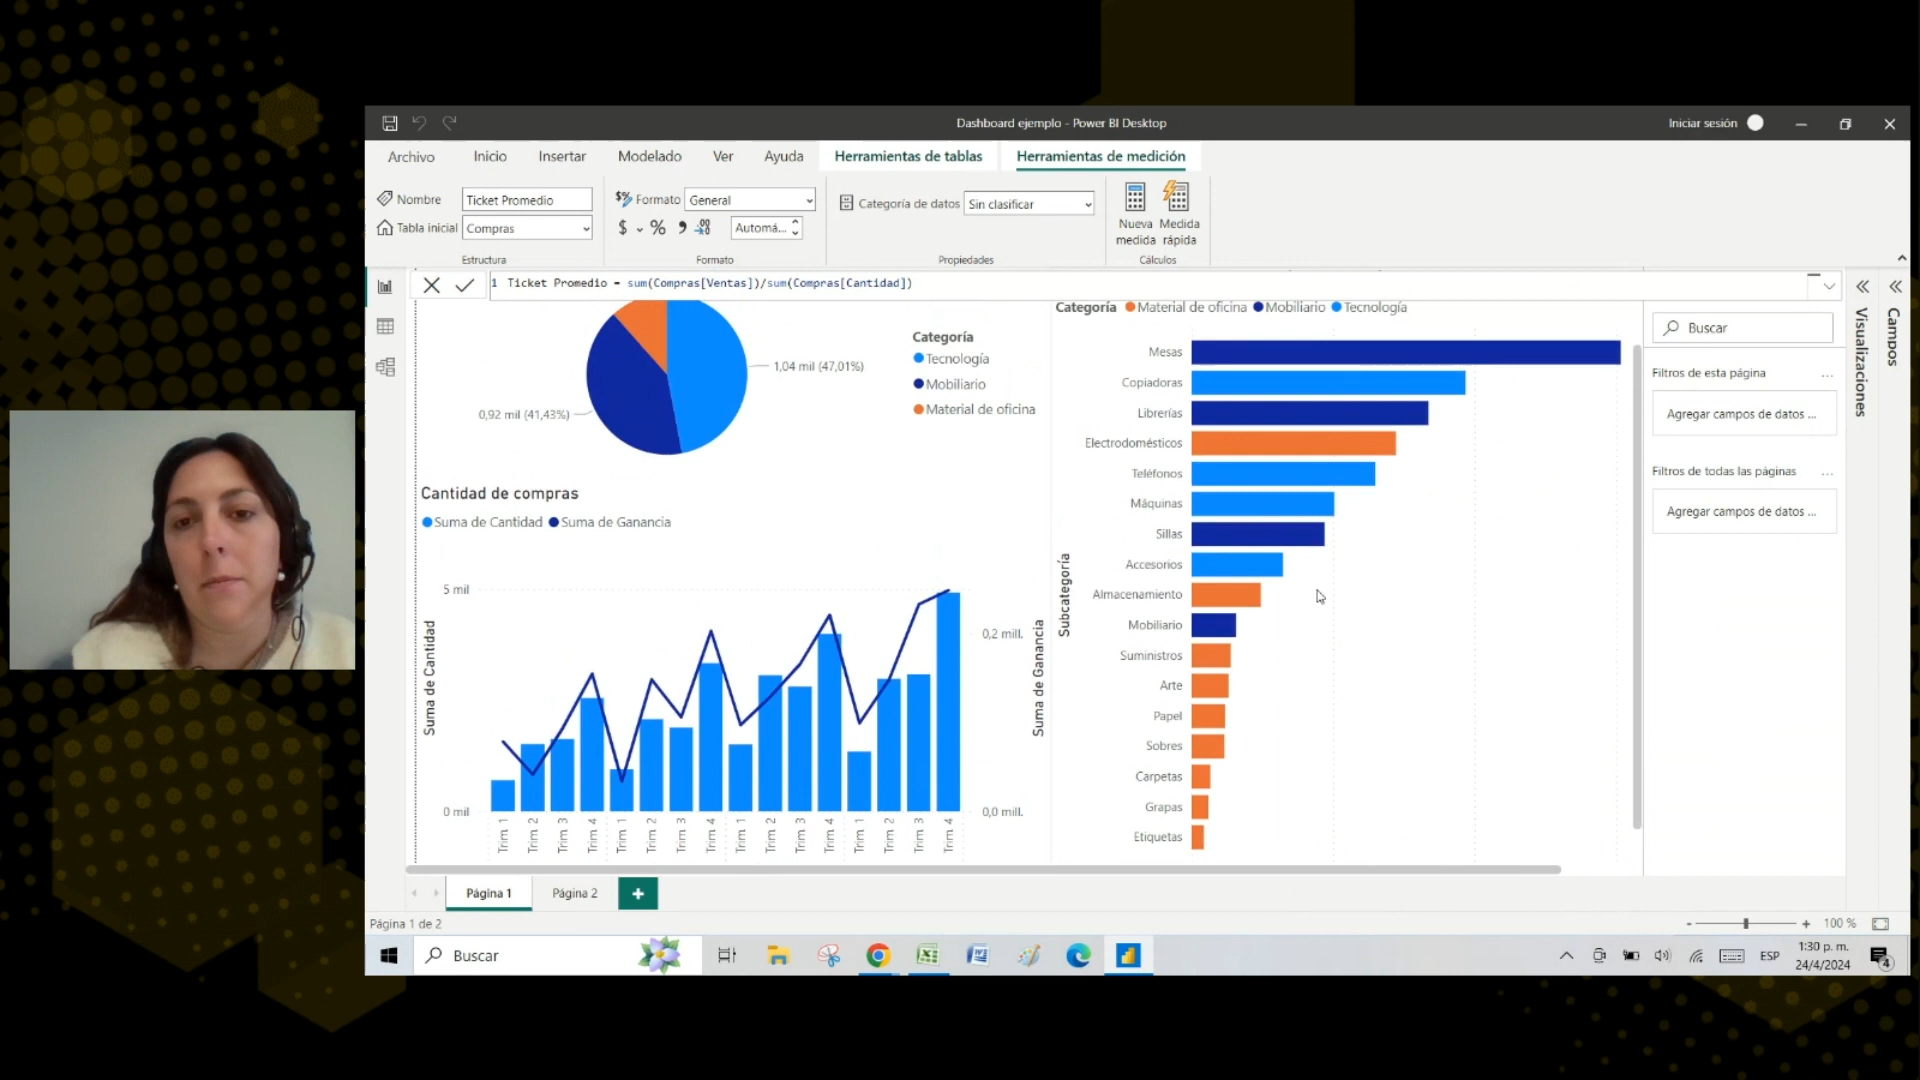 Dashboard ejemplo - Power BI Desktop
Iniciar sesión
Archivo
Inicio
Insertar
Modelado
Ver
Ayuda
Herramientas de tablas
Herramientas de medición
Nombre
Ticket Promedio
Formato
General
Categoría de datos
Sin clasificar
Nueva medida
Medida rápida
Tabla inicial
Compras
$
%
Automá...
Estructura
Formato
Propiedades
Cálculos
1 Ticket Promedio = sum(Compras[Ventas])/sum(Compras[Cantidad])
1,04 mil (47,01%)
0,92 mil (41,43%)
Categoría
Tecnología
Mobiliario
Material de oficina
Cantidad de compras
Suma de Cantidad
Suma de Ganancia
Suma de Cantidad
5 mil
0 mil
0,2 mill.
0,0 mill.
Suma de Ganancia
Trim. 1
Trim. 2
Trim. 3
Trim. 4
Trim. 1
Trim. 2
Trim. 3
Trim. 4
Trim. 1
Trim. 2
Trim. 3
Trim. 4
Trim. 1
Trim. 2
Trim. 3
Trim. 4
Categoría Material de oficina Mobiliario Tecnología
Subcategoría
Mesas
Copiadoras
Librerías
Electrodomésticos
Teléfonos
Máquinas
Sillas
Accesorios
Almacenamiento
Mobiliario
Suministros
Arte
Papel
Sobres
Carpetas
Grapas
Etiquetas
Buscar
Filtros de esta página
...
Agregar campos de datos ...
Filtros de todas las páginas
...
Agregar campos de datos ...
Visualizaciones
Campos
Página 1
Página 2
+
Página 1 de 2
- + 100 %
Buscar
ESP
1:30 p. m.
24/4/2024
4